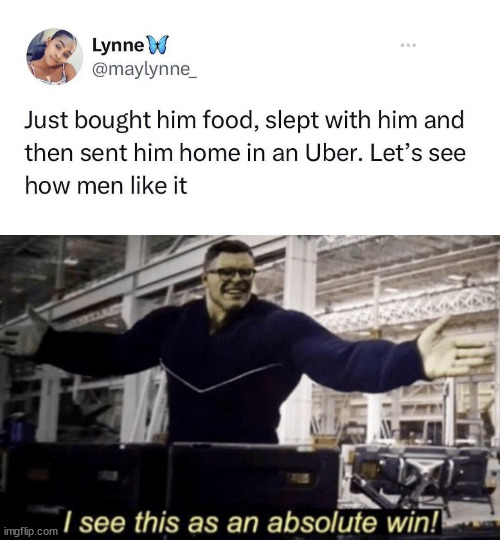 Lynne
@maylynne_
Just bought him food, slept with him and
then sent him home in an Uber. Let's see
how men like it
I see this as an absolute win!
imgflip.com